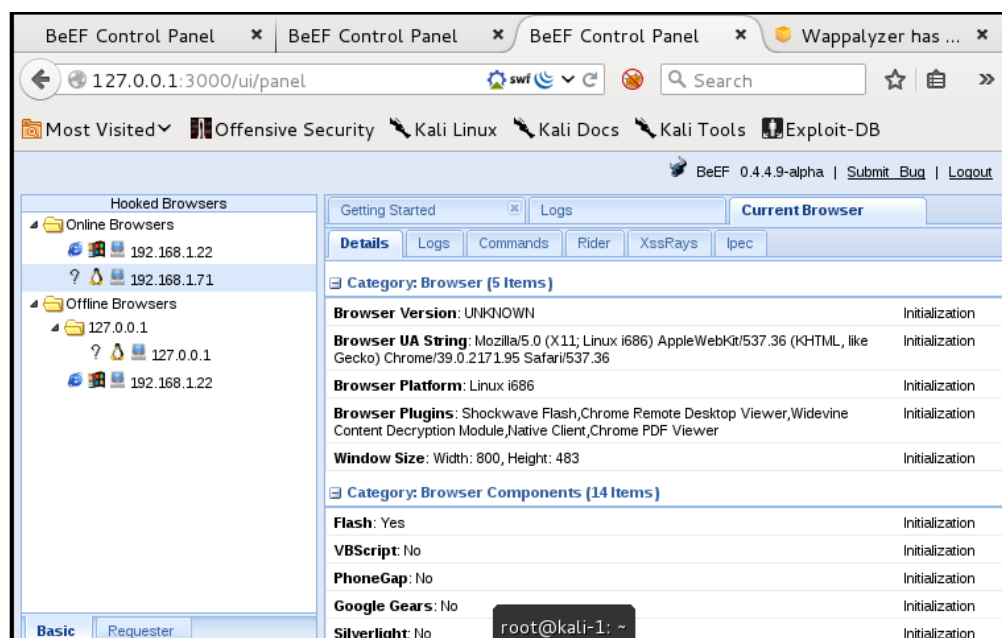 BeEF Control Panel × BeEF Control Panel × BeEF Control Panel × Wappalyzer has ... ×
127.0.0.1:3000/ui/panel swf Search »
Most Visited Offensive Security Kali Linux Kali Docs Kali Tools Exploit-DB
BeEF 0.4.4.9-alpha | Submit Bug | Logout
Hooked Browsers
Online Browsers
192.168.1.22
? 192.168.1.71
Offline Browsers
127.0.0.1
? 127.0.0.1
192.168.1.22
Basic Requester
Getting Started Logs Current Browser
Details Logs Commands Rider XssRays Ipec
Category: Browser (5 Items)
Browser Version: UNKNOWN Initialization
Browser UA String: Mozilla/5.0 (X11; Linux i686) AppleWebKit/537.36 (KHTML, like Initialization
Gecko) Chrome/39.0.2171.95 Safari/537.36
Browser Platform: Linux i686 Initialization
Browser Plugins: Shockwave Flash,Chrome Remote Desktop Viewer,Widevine Initialization
Content Decryption Module,Native Client,Chrome PDF Viewer
Window Size: Width: 800, Height: 483 Initialization
Category: Browser Components (14 Items)
Flash: Yes Initialization
VBScript: No Initialization
PhoneGap: No Initialization
Google Gears: No Initialization
Silverlight: No Initialization
root@kali-1: ~